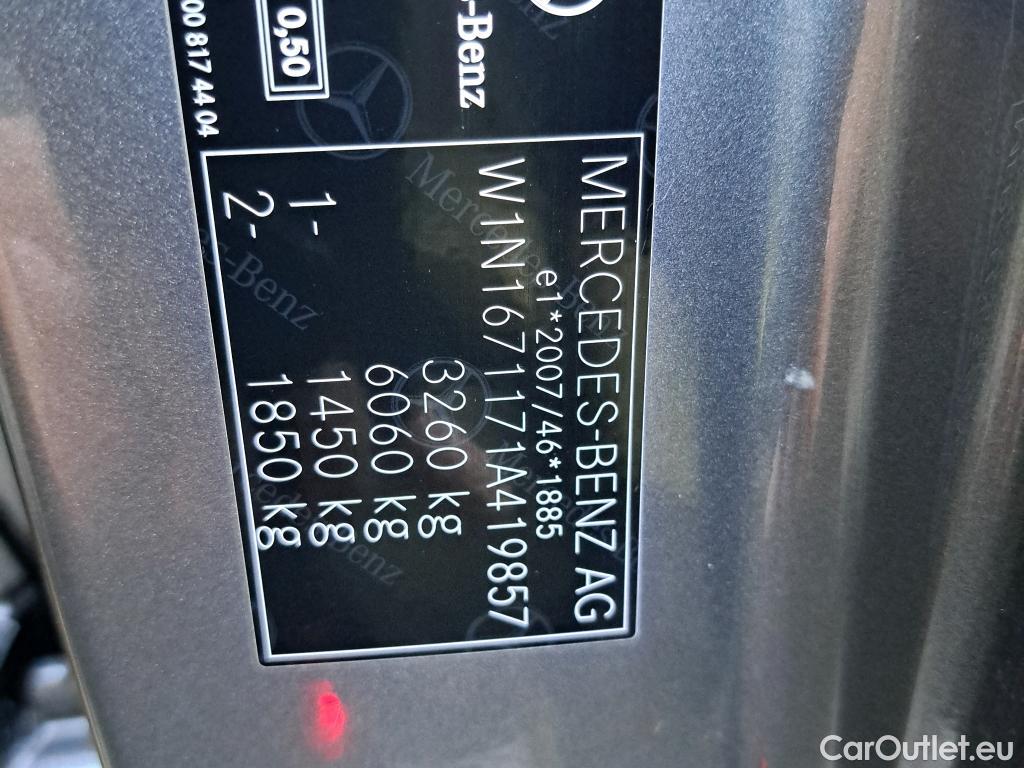 -Benz
0,50
00 817 44 04
MERCEDES-BENZ AG
e1*2007/46*1885
W1N1671171A419857
3260 kg
6060 kg
1- 1450 kg
2- 1850 kg
CarOutlet.eu